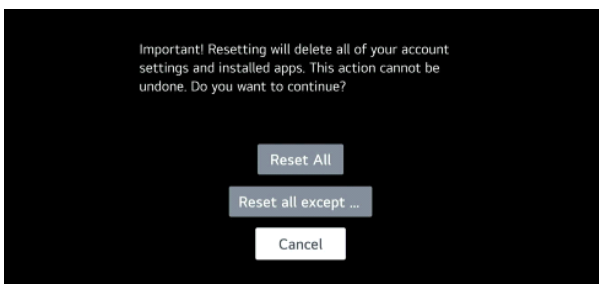 Important! Resetting will delete all of your account
settings and installed apps. This action cannot be
undone. Do you want to continue?
Reset All
Reset all except ...
Cancel